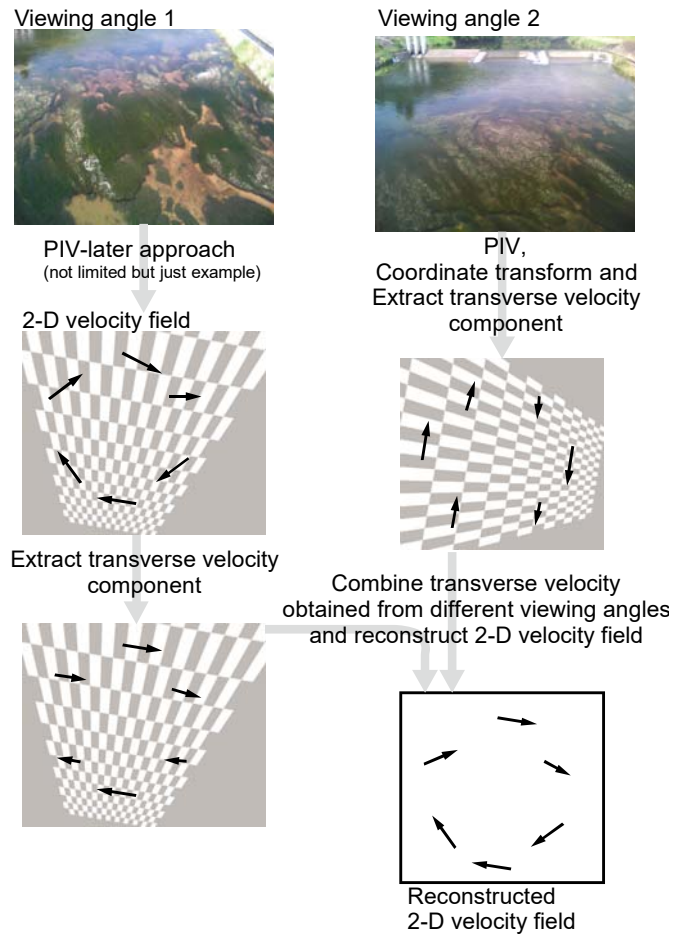 Viewing angle 1
Viewing angle 2
PIV-later approach
(not limited but just example)
PIV,
Coordinate transform and
Extract transverse velocity
component
2-D velocity field
Extract transverse velocity
component
Combine transverse velocity
obtained from different viewing angles
and reconstruct 2-D velocity field
Reconstructed
2-D velocity field